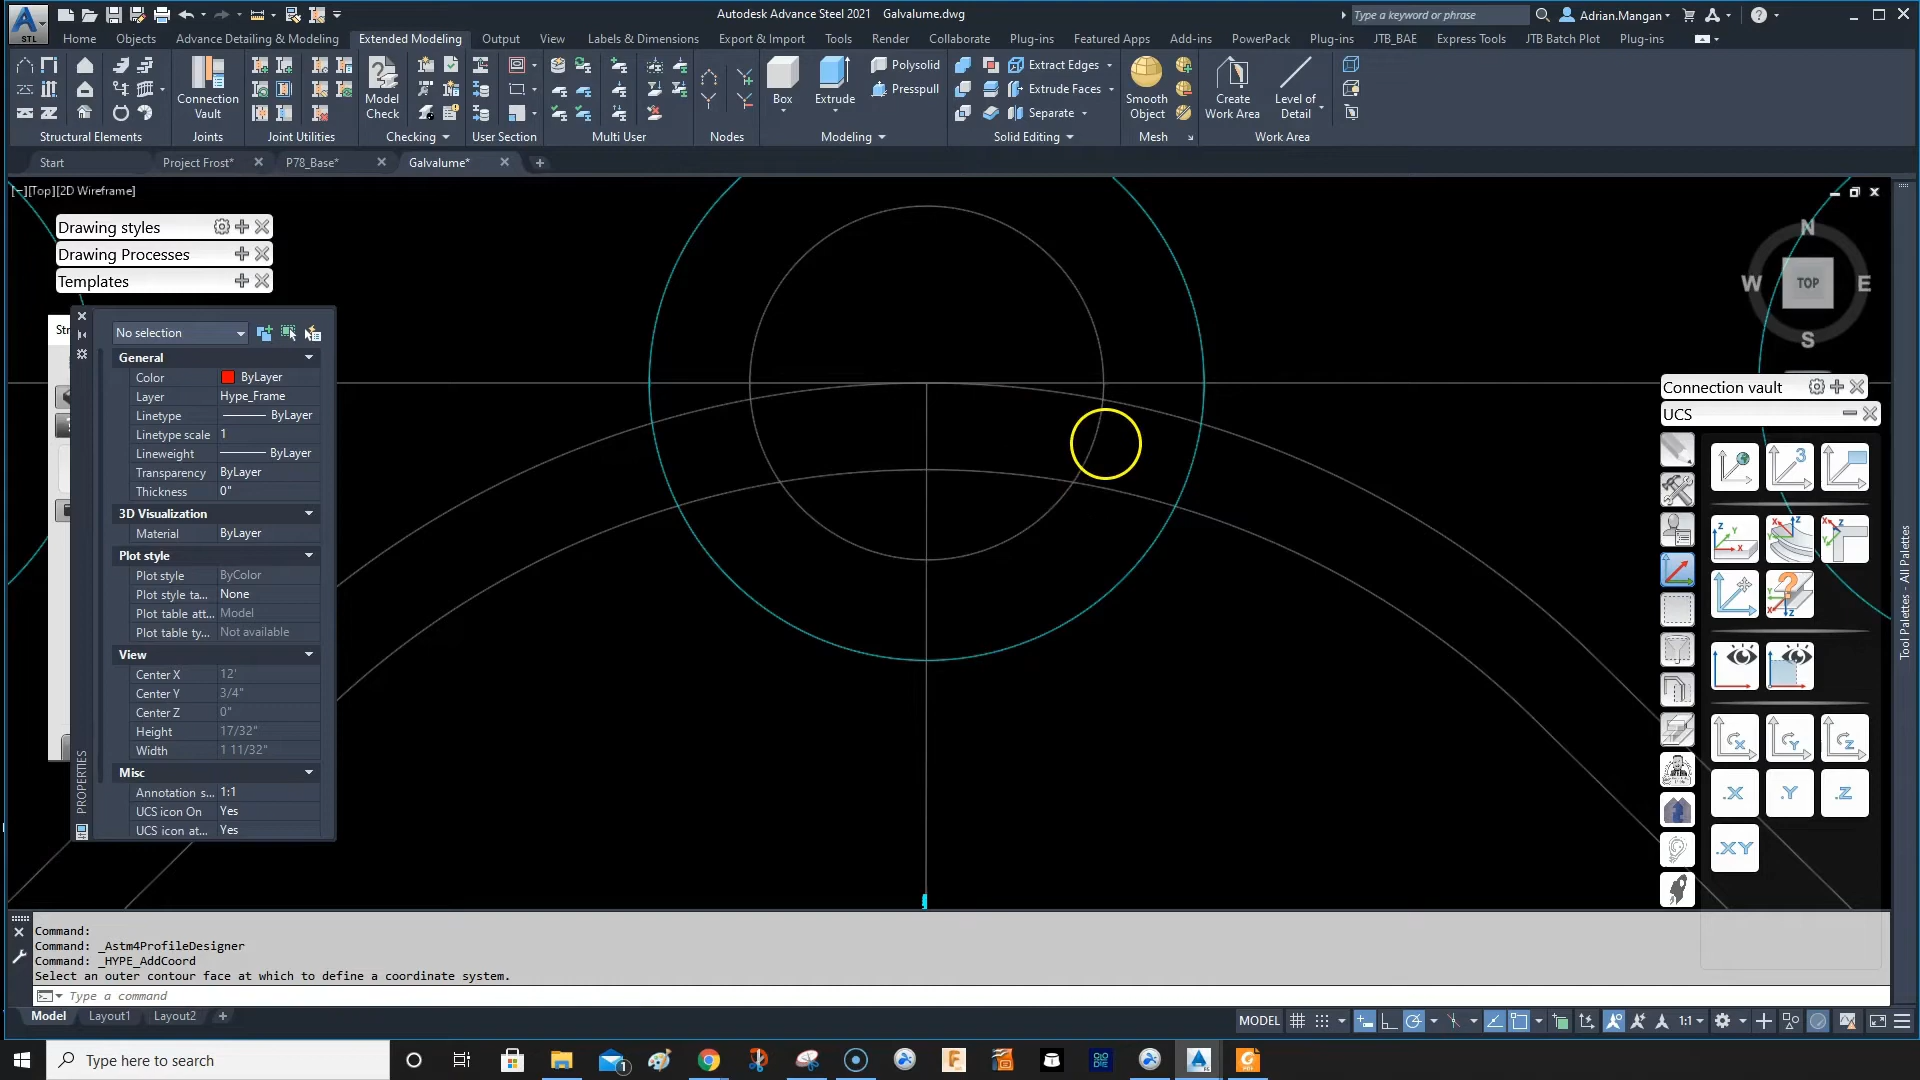 Autodesk Advance Steel 2021 Galvalume.dwg
Type a keyword or phrase
Adrian.Mangan
STL
Home
Objects
Advance Detailing & Modeling
Extended Modeling
Output
View
Labels & Dimensions
Export & Import
Tools
Render
Collaborate
Plug-ins
Featured Apps
Add-ins
PowerPack
Plug-ins
JTB_BAE
Express Tools
JTB Batch Plot
Plug-ins
Connection Vault
Model Check
Box
Extrude
Polysolid
Presspull
Extract Edges
Extrude Faces
Separate
Smooth Object
Create Work Area
Level of Detail
Structural Elements
Joints
Joint Utilities
Checking
User Section
Multi User
Nodes
Modeling
Solid Editing
Mesh
Work Area
Start
Project Frost*
P78_Base*
Galvalume*
[−][Top][2D Wireframe]
Drawing styles
Drawing Processes
Templates
N
W
TOP
E
S
No selection
General
Color ByLayer
Layer Hype_Frame
Linetype ByLayer
Linetype scale 1
Lineweight ByLayer
Transparency ByLayer
Thickness 0"
3D Visualization
Material ByLayer
Plot style
Plot style ByColor
Plot style ta... None
Plot table att... Model
Plot table ty... Not available
View
Center X 12'
Center Y 3/4"
Center Z 0"
Height 17/32"
Width 1 11/32"
Misc
Annotation s... 1:1
UCS icon On Yes
UCS icon at... Yes
PROPERTIES
Connection vault
UCS
.X
.Y
.Z
.XY
Tool Palettes - All Palettes
Command:
Command: _Astm4ProfileDesigner
Command: _HYPE_AddCoord
Select an outer contour face at which to define a coordinate system.
Type a command
Model
Layout1
Layout2
MODEL
1:1
Type here to search